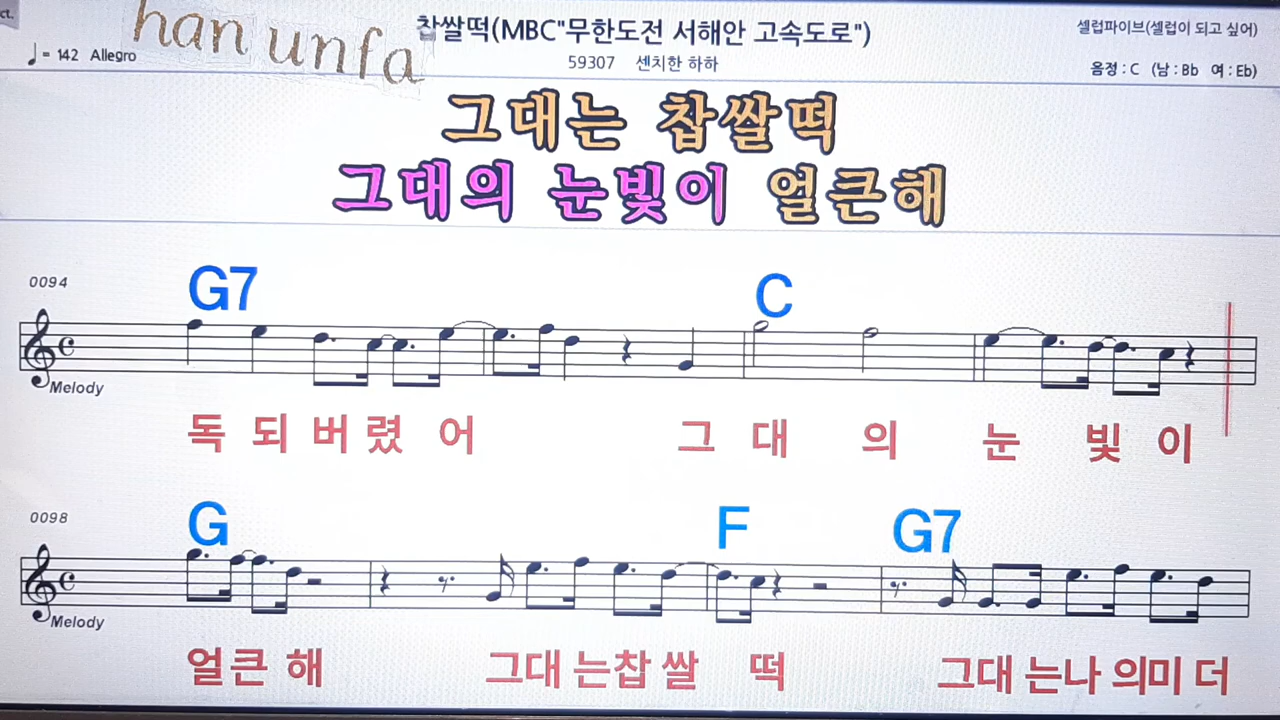 ct.
han unfa
찹쌀떡(MBC"무한도전 서해안 고속도로")
셀럽파이브(셀럽이 되고 싶어)
♩= 142 Allegro
59307 센치한 하하
음정 : C (남 : Bb 여 : Eb)
그대는 찹쌀떡
그대의 눈빛이 얼큰해
0094
G7 C
Melody
독 되 버 렸 어 그 대 의 눈 빛 이
0098
G F G7
Melody
얼 큰 해 그대 는찹 쌀 떡 그대 는나 의미 더